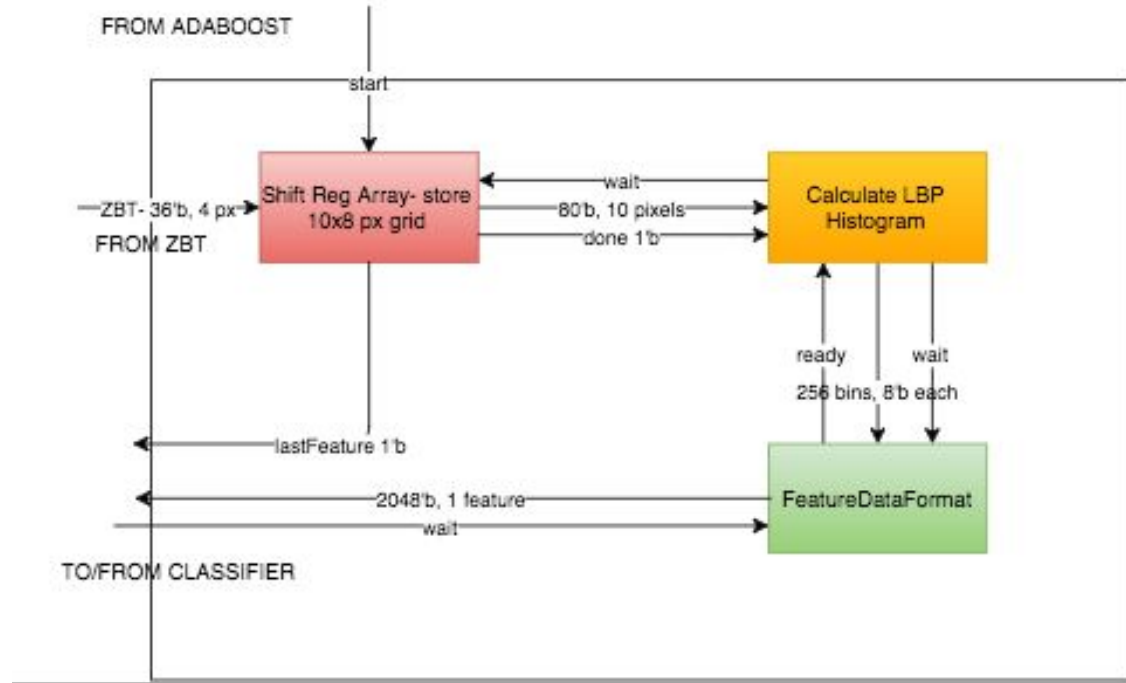 FROM ADABOOST
start
Shift Reg Array- store
10x8 px grid
ZBT- 36'b, 4 px
FROM ZBT
wait
80'b, 10 pixels
done 1'b
Calculate LBP
Histogram
ready
wait
256 bins, 8'b each
lastFeature 1'b
2048'b, 1 feature
wait
FeatureDataFormat
TO/FROM CLASSIFIER